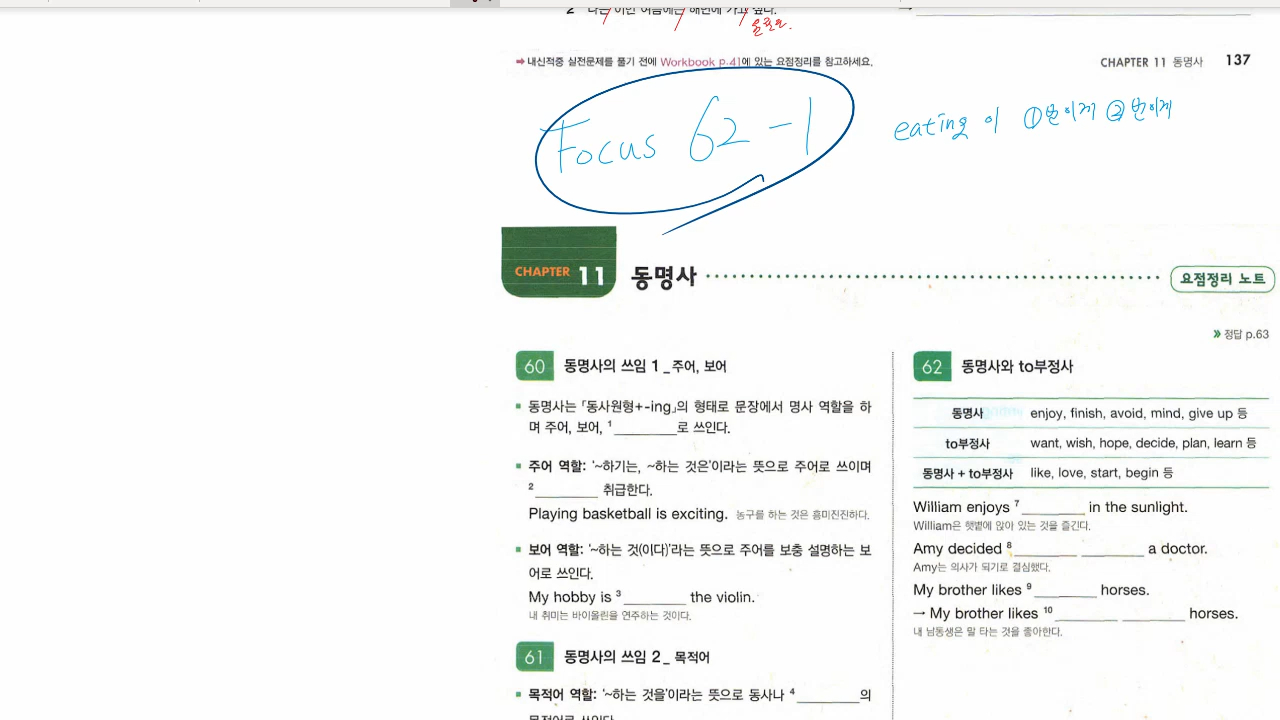 2 나는 이번 여름에는 해변에 가고 싶다.
➡ 내신적중 실전문제를 풀기 전에 Workbook p.41에 있는 요점정리를 참고하세요.
CHAPTER 11 동명사 137
Focus 62-1
eating 이 ①번이게 ②번이게
CHAPTER 11 동명사
요점정리 노트
» 정답 p.63
60 동명사의 쓰임 1 _ 주어, 보어
▪ 동명사는 「동사원형+-ing」의 형태로 문장에서 명사 역할을 하
며 주어, 보어, 1 ________로 쓰인다.
▪ 주어 역할: '~하기는, ~하는 것은'이라는 뜻으로 주어로 쓰이며
2 ________ 취급한다.
Playing basketball is exciting. 농구를 하는 것은 흥미진진하다.
▪ 보어 역할: '~하는 것(이다)'라는 뜻으로 주어를 보충 설명하는 보
어로 쓰인다.
My hobby is 3 ________ the violin.
내 취미는 바이올린을 연주하는 것이다.
61 동명사의 쓰임 2 _ 목적어
▪ 목적어 역할: '~하는 것을'이라는 뜻으로 동사나 4 ________의
목적어로 쓰인다.
62 동명사와 to부정사
동명사 enjoy, finish, avoid, mind, give up 등
to부정사 want, wish, hope, decide, plan, learn 등
동명사 + to부정사 like, love, start, begin 등
William enjoys 7 ________ in the sunlight.
William은 햇볕에 앉아 있는 것을 즐긴다.
Amy decided 8 ________ ________ a doctor.
Amy는 의사가 되기로 결심했다.
My brother likes 9 ________ horses.
→ My brother likes 10 ________ ________ horses.
내 남동생은 말 타는 것을 좋아한다.